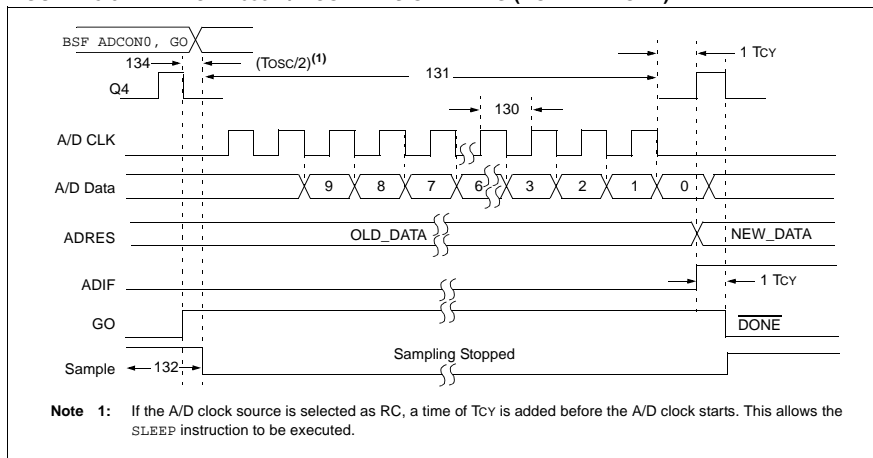 BSF ADCON0, GO
134
(TOSC/2)(1)
131
1 TCY
Q4
130
A/D CLK
A/D Data
9 8 7 6 3 2 1 0
ADRES
OLD_DATA
NEW_DATA
ADIF
1 TCY
GO
DONE
Sampling Stopped
Sample
132
Note 1: If the A/D clock source is selected as RC, a time of TCY is added before the A/D clock starts. This allows the
SLEEP instruction to be executed.